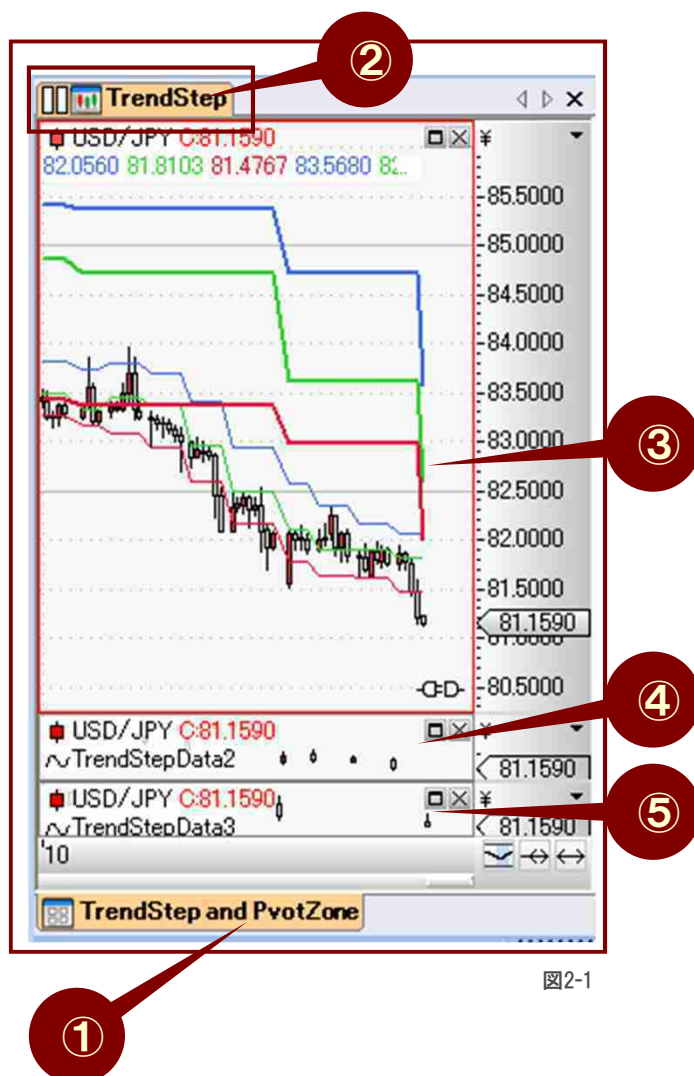 ②
TrendStep
USD/JPY C:81.1590
¥
82.0560 81.8103 81.4767 83.5680 82..
85.5000
85.0000
84.5000
84.0000
83.5000
③
83.0000
82.5000
82.0000
81.5000
81.1590
81.0000
80.5000
④
USD/JPY C:81.1590
¥
TrendStepData2
81.1590
USD/JPY C:81.1590
¥
⑤
TrendStepData3
81.1590
'10
TrendStep and PvotZone
図2-1
①